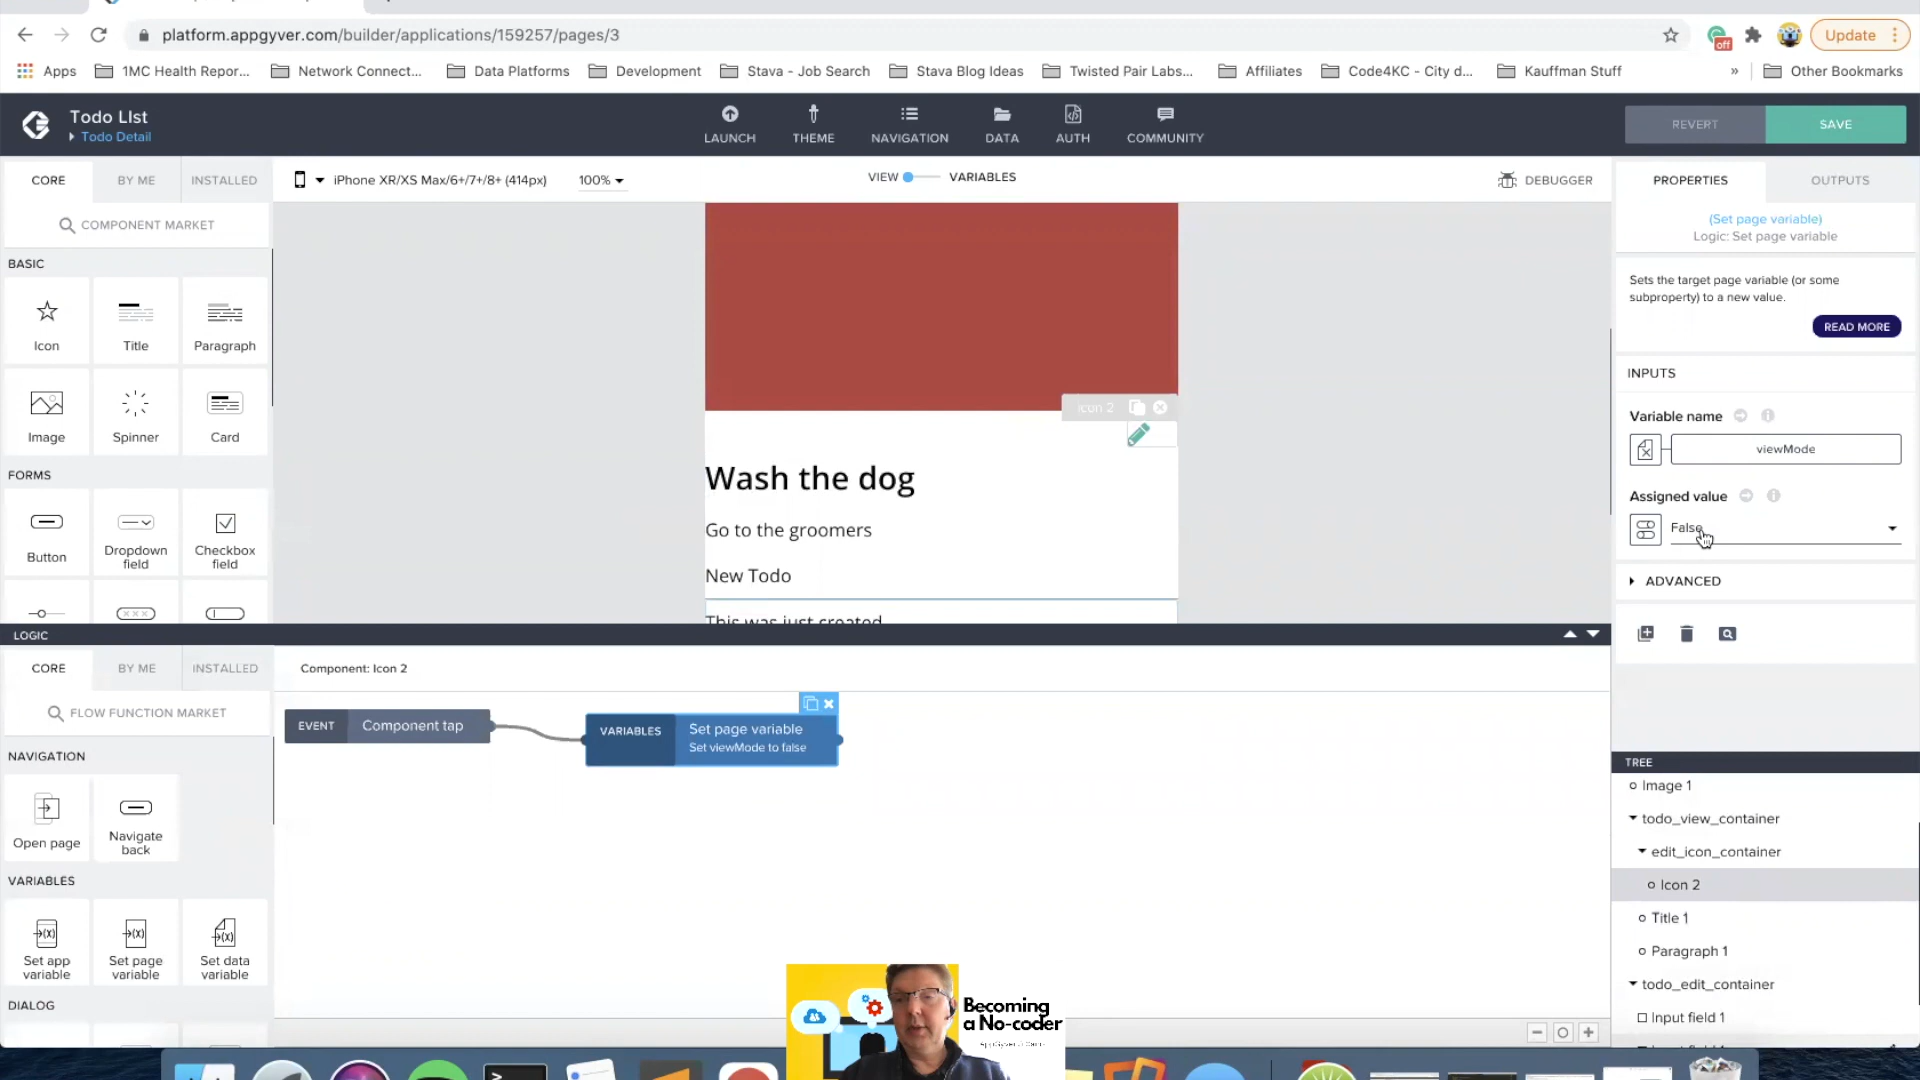 platform.appgyver.com/builder/applications/159257/pages/3
off
Update
Apps
1MC Health Repor...
Network Connect...
Data Platforms
Development
Stava - Job Search
Stava Blog Ideas
Twisted Pair Labs...
Affiliates
Code4KC - City d...
Kauffman Stuff
»
Other Bookmarks
Todo LIst
Todo Detail
LAUNCH
THEME
NAVIGATION
DATA
AUTH
COMMUNITY
REVERT
SAVE
CORE
BY ME
INSTALLED
iPhone XR/XS Max/6+/7+/8+ (414px)
100%
VIEW
VARIABLES
DEBUGGER
PROPERTIES
OUTPUTS
COMPONENT MARKET
(Set page variable)
Logic: Set page variable
BASIC
Icon
Title
Paragraph
Image
Spinner
Card
Sets the target page variable (or some
subproperty) to a new value.
READ MORE
INPUTS
Variable name
viewMode
Assigned value
False
ADVANCED
FORMS
Button
Dropdown
field
Checkbox
field
Icon 2
Wash the dog
Go to the groomers
New Todo
This was just created
LOGIC
CORE
BY ME
INSTALLED
Component: Icon 2
FLOW FUNCTION MARKET
EVENT
Component tap
VARIABLES
Set page variable
Set viewMode to false
NAVIGATION
Open page
Navigate
back
VARIABLES
Set app
variable
Set page
variable
Set data
variable
DIALOG
TREE
Image 1
todo_view_container
edit_icon_container
Icon 2
Title 1
Paragraph 1
todo_edit_container
Input field 1
Becoming
a No-coder